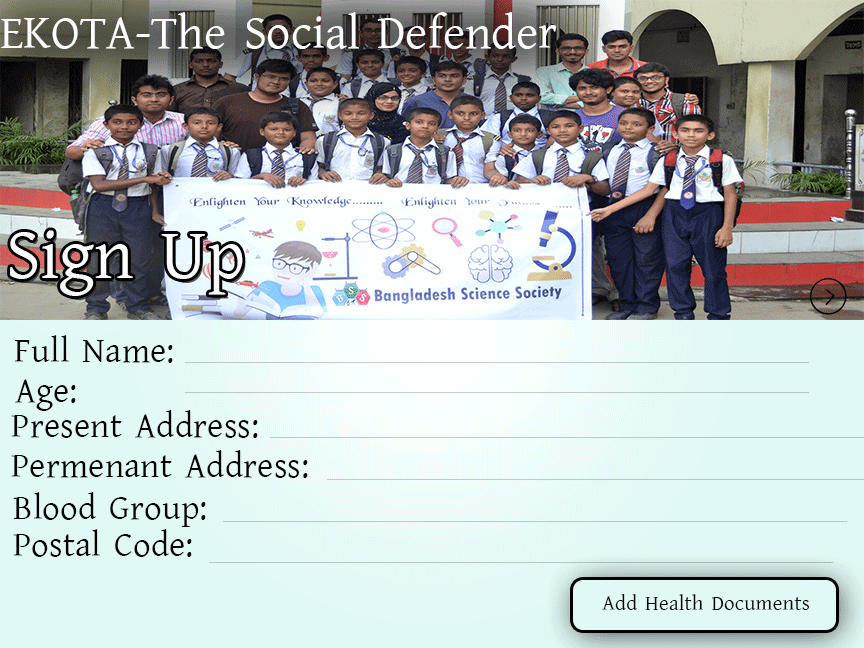 EKOTA-The Social Defender
Enlighten Your Knowledge......... Enlighten Your
Sign Up
BSS Bangladesh Science Society
Full Name:
Age:
Present Address:
Permenant Address:
Blood Group:
Postal Code:
Add Health Documents